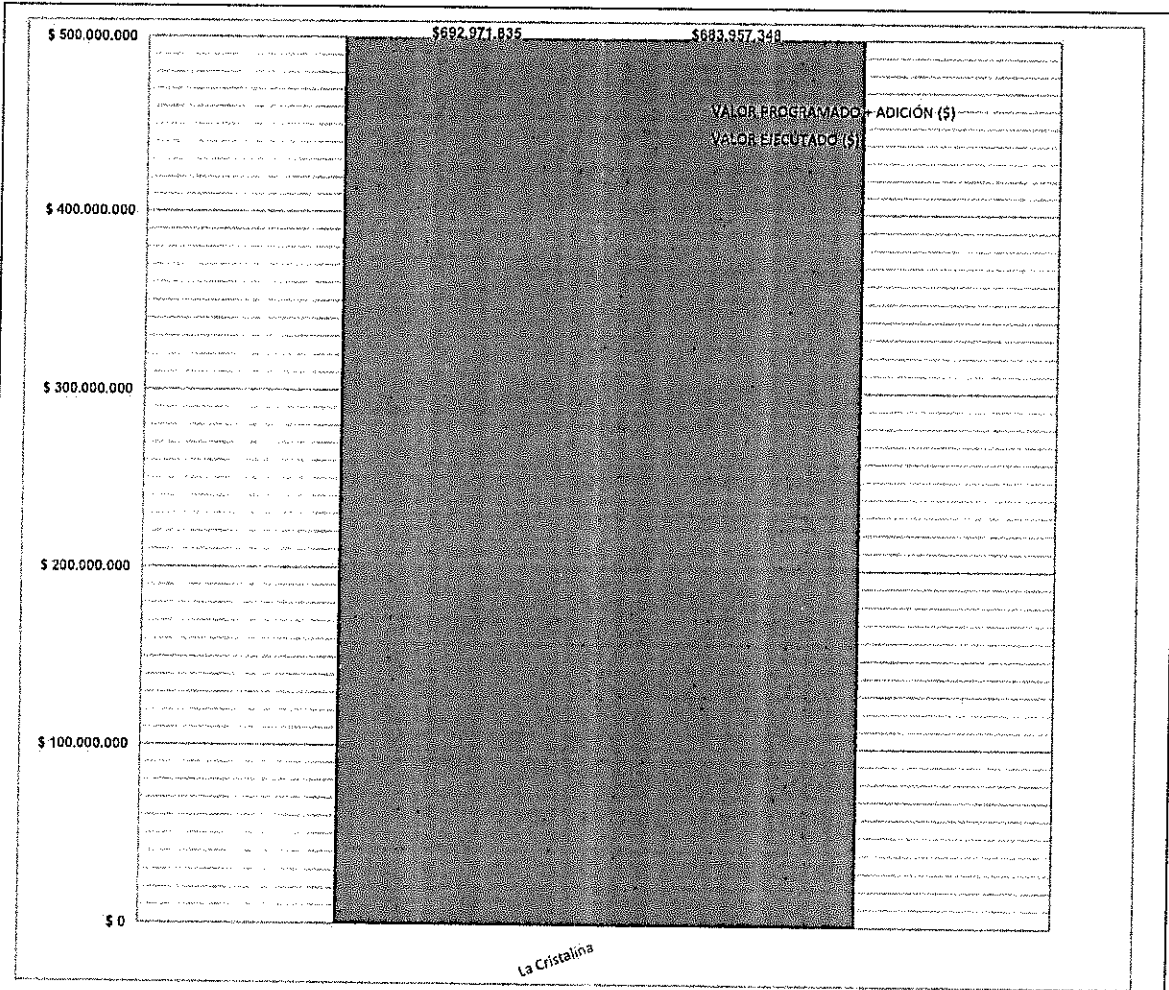 $ 500.000.000
$692,971,835
$683,957,348
VALOR PROGRAMADO + ADICIÓN ($)
VALOR EJECUTADO ($)
$ 400.000.000
$ 300.000.000
$ 200.000.000
$ 100.000.000
$ 0
La Cristalina